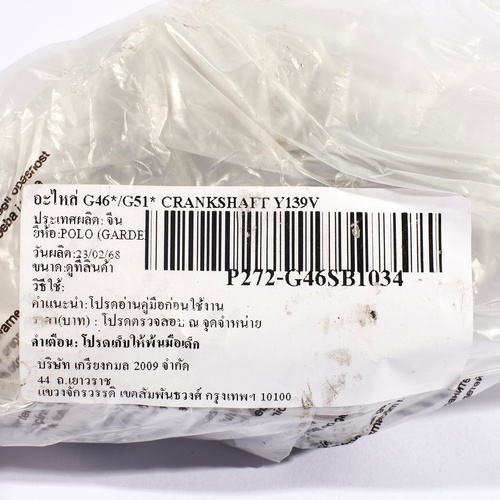 อะไหล่ G46*/G51* CRANKSHAFT Y139V
ประเทศผลิต: จีน
ยี่ห้อ:POLO (GARDE
วันผลิต:23/02/68
ขนาด:ดูที่สินค้า
P272-G46SB1034
วิธีใช้:
คำแนะนำ:โปรดอ่านคู่มือก่อนใช้งาน
ราคา(บาท) : โปรดตรวจสอบ ณ จุดจำหน่าย
คำเตือน: โปรดเก็บให้พ้นมือเด็ก
บริษัท เกรียงกมล 2009 จำกัด
44 ถ.เยาวราช
แขวงจักรวรรดิ เขตสัมพันธวงศ์ กรุงเทพฯ 10100